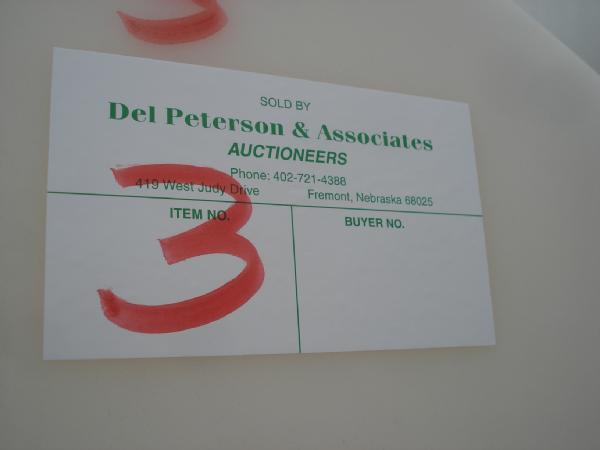 SOLD BY
Del Peterson & Associates
AUCTIONEERS
Phone: 402-721-4388
419 West Judy Drive Fremont, Nebraska 68025
ITEM NO. BUYER NO.
3